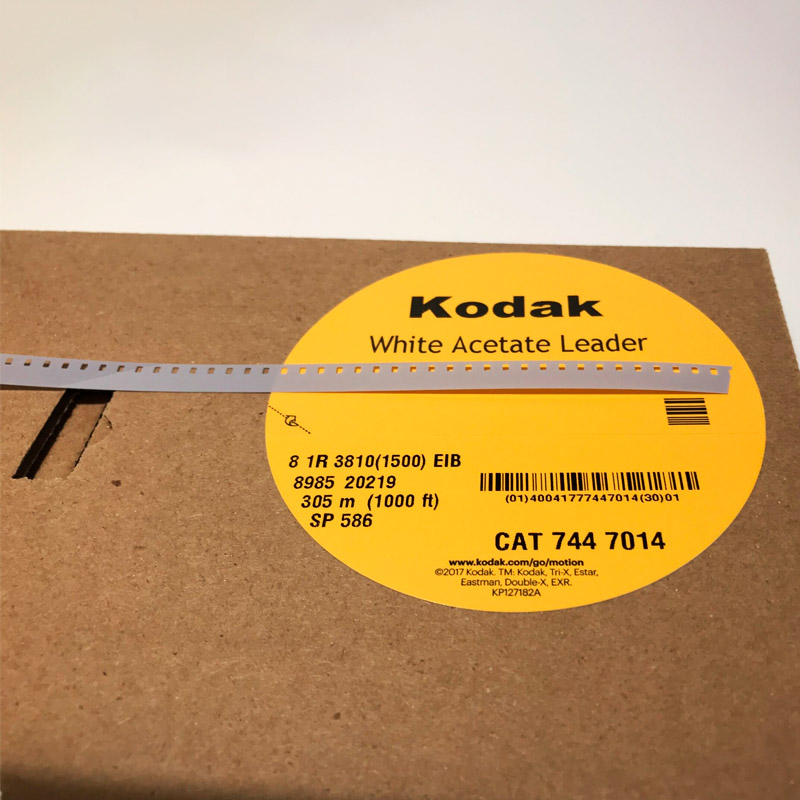 Kodak
White Acetate Leader
8 1R 3810(1500) EIB
8985 20219
305 m (1000 ft)
SP 586
(01)40041777447014(30)01
CAT 744 7014
www.kodak.com/go/motion
©2017 Kodak. TM: Kodak, Tri-X, Estar,
Eastman, Double-X, EXR.
KP127182A